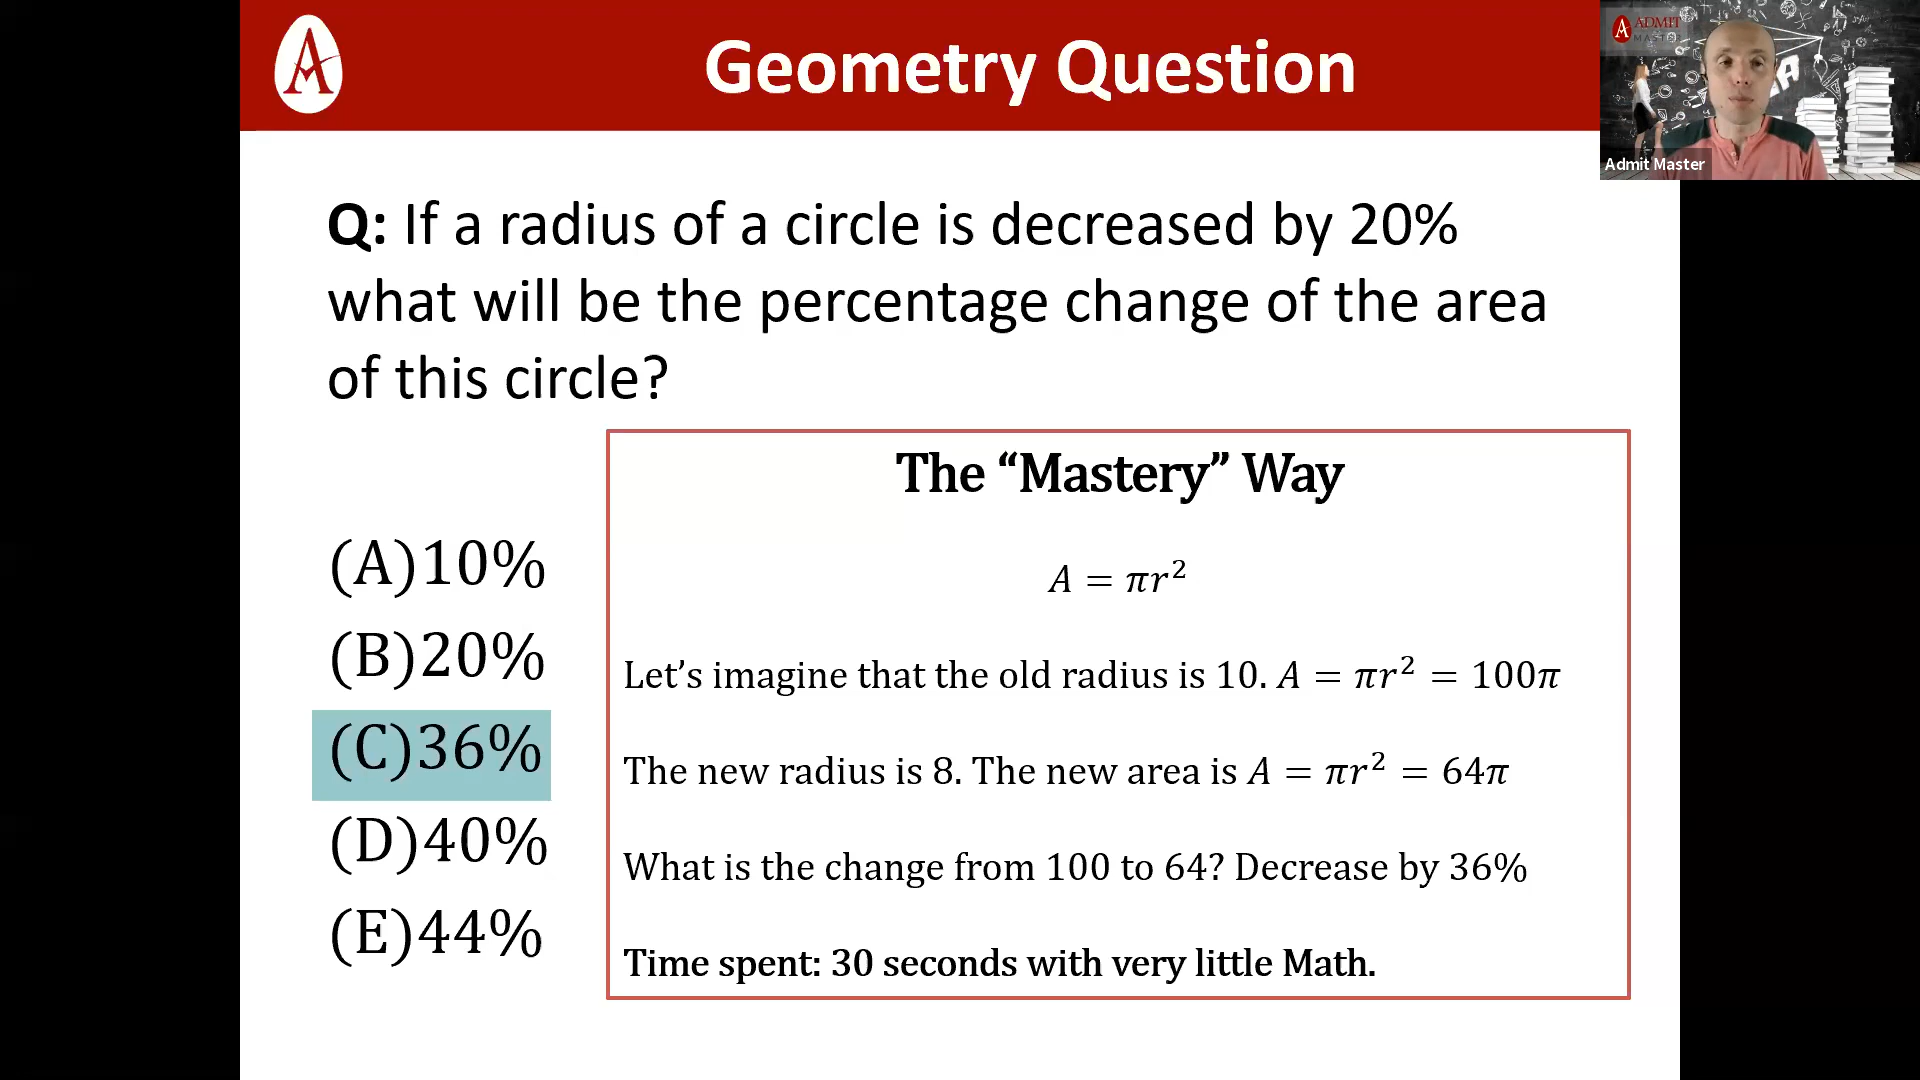 Geometry Question
ADMIT
MASTER
Admit Master
Q: If a radius of a circle is decreased by 20%
what will be the percentage change of the area
of this circle?
The “Mastery” Way
A = πr²
(A)10%
(B)20%
(C)36%
(D)40%
(E)44%
Let’s imagine that the old radius is 10. A = πr² = 100π
The new radius is 8. The new area is A = πr² = 64π
What is the change from 100 to 64? Decrease by 36%
Time spent: 30 seconds with very little Math.